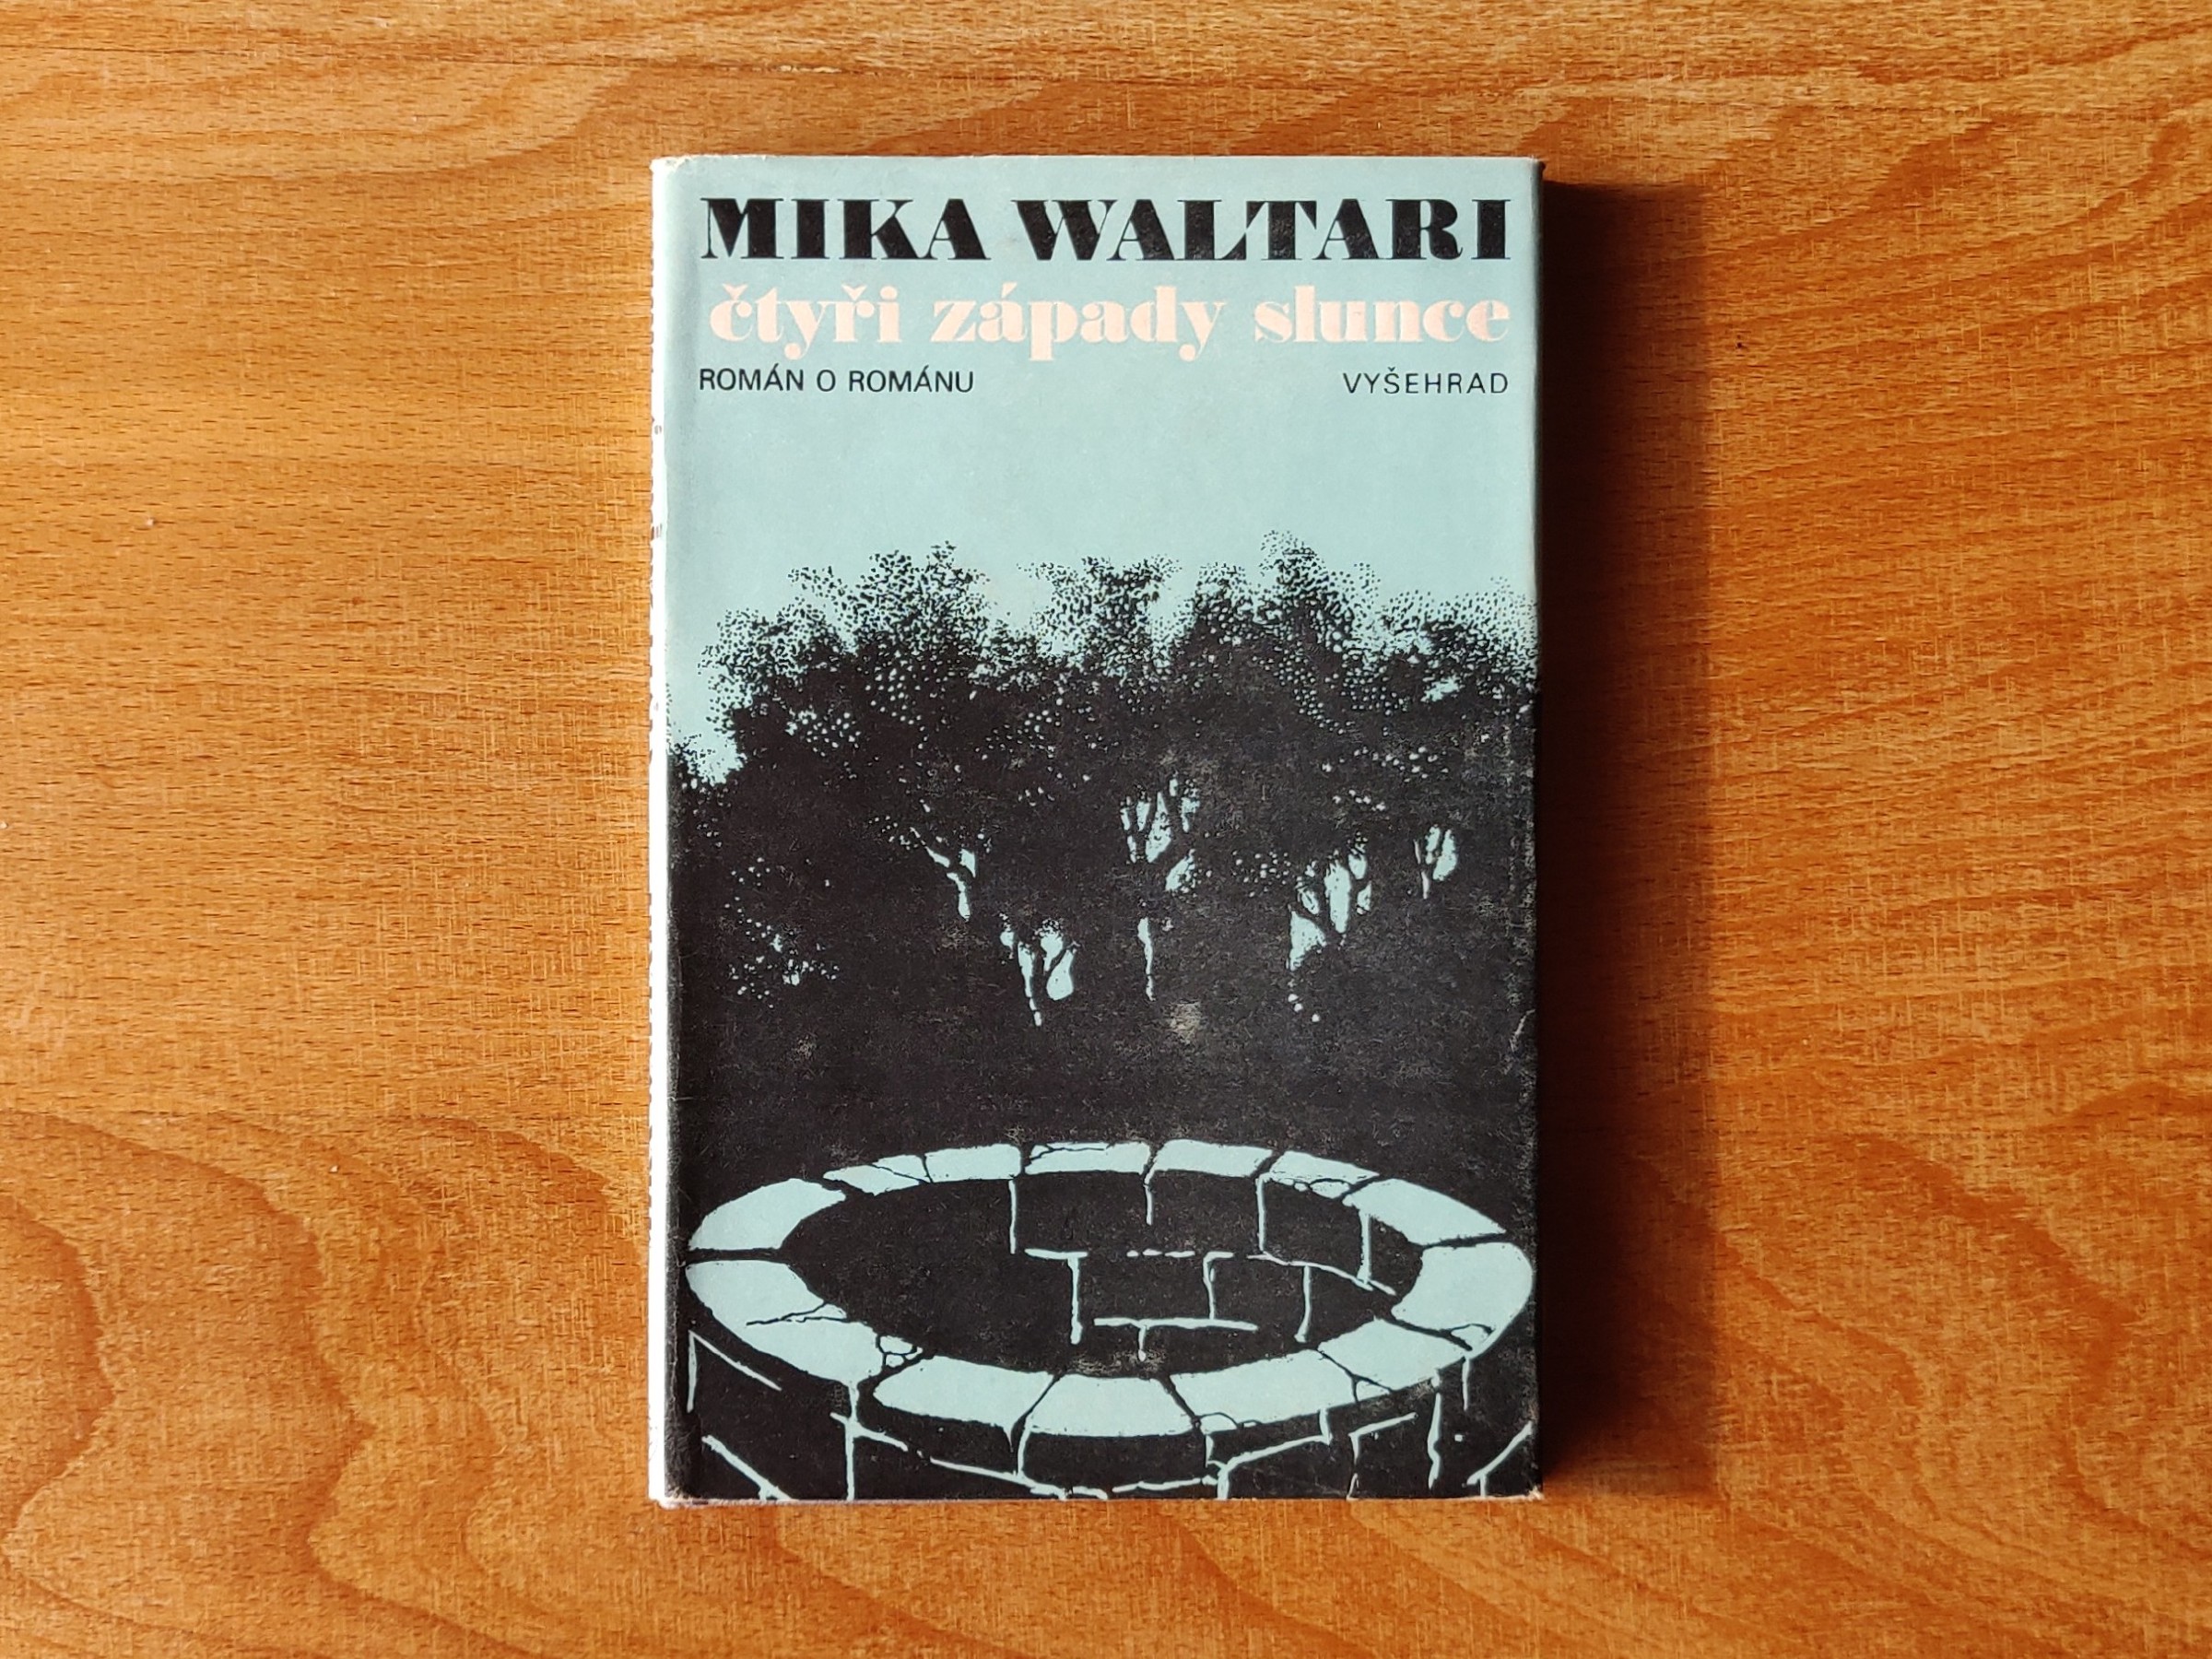 MIKA WALTARI
čtyři západy slunce
ROMÁN O ROMÁNU VYŠEHRAD